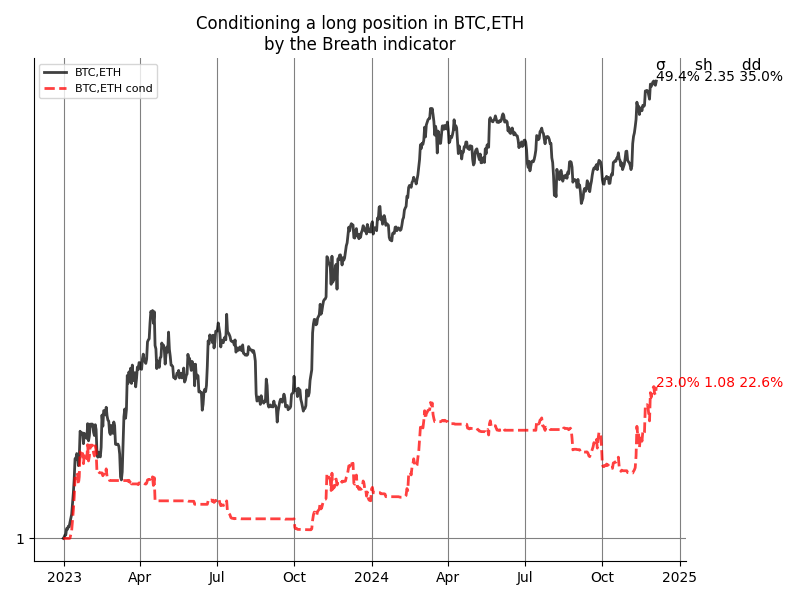 Conditioning a long position in BTC,ETH
by the Breath indicator
σ sh dd
49.4% 2.35 35.0%
BTC,ETH
BTC,ETH cond
23.0% 1.08 22.6%
1
2023 Apr Jul Oct 2024 Apr Jul Oct 2025